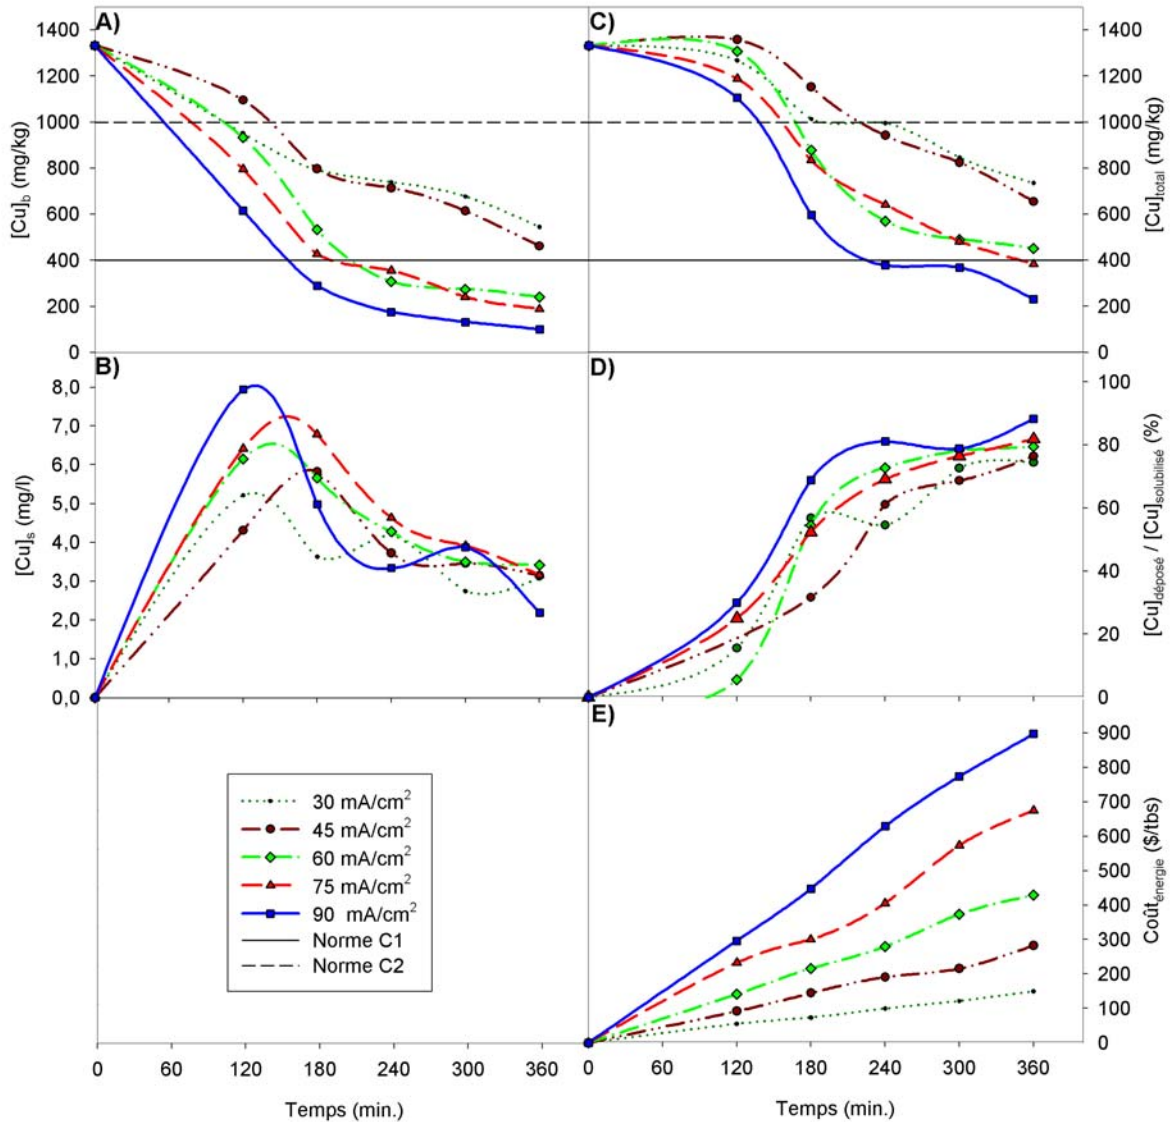 A)
1400
1200
1000
800
600
400
200
0
[Cu]b (mg/kg)
C)
1400
1200
1000
800
600
400
200
0
[Cu]total (mg/kg)
B)
8,0
7,0
6,0
5,0
4,0
3,0
2,0
1,0
0,0
[Cu]s (mg/l)
D)
100
80
60
40
20
0
[Cu]déposé / [Cu]solubilisé (%)
30 mA/cm²
45 mA/cm²
60 mA/cm²
75 mA/cm²
90 mA/cm²
Norme C1
Norme C2
0 60 120 180 240 300 360
Temps (min.)
E)
900
800
700
600
500
400
300
200
100
0
Coûténergie ($/tbs)
0 60 120 180 240 300 360
Temps (min.)